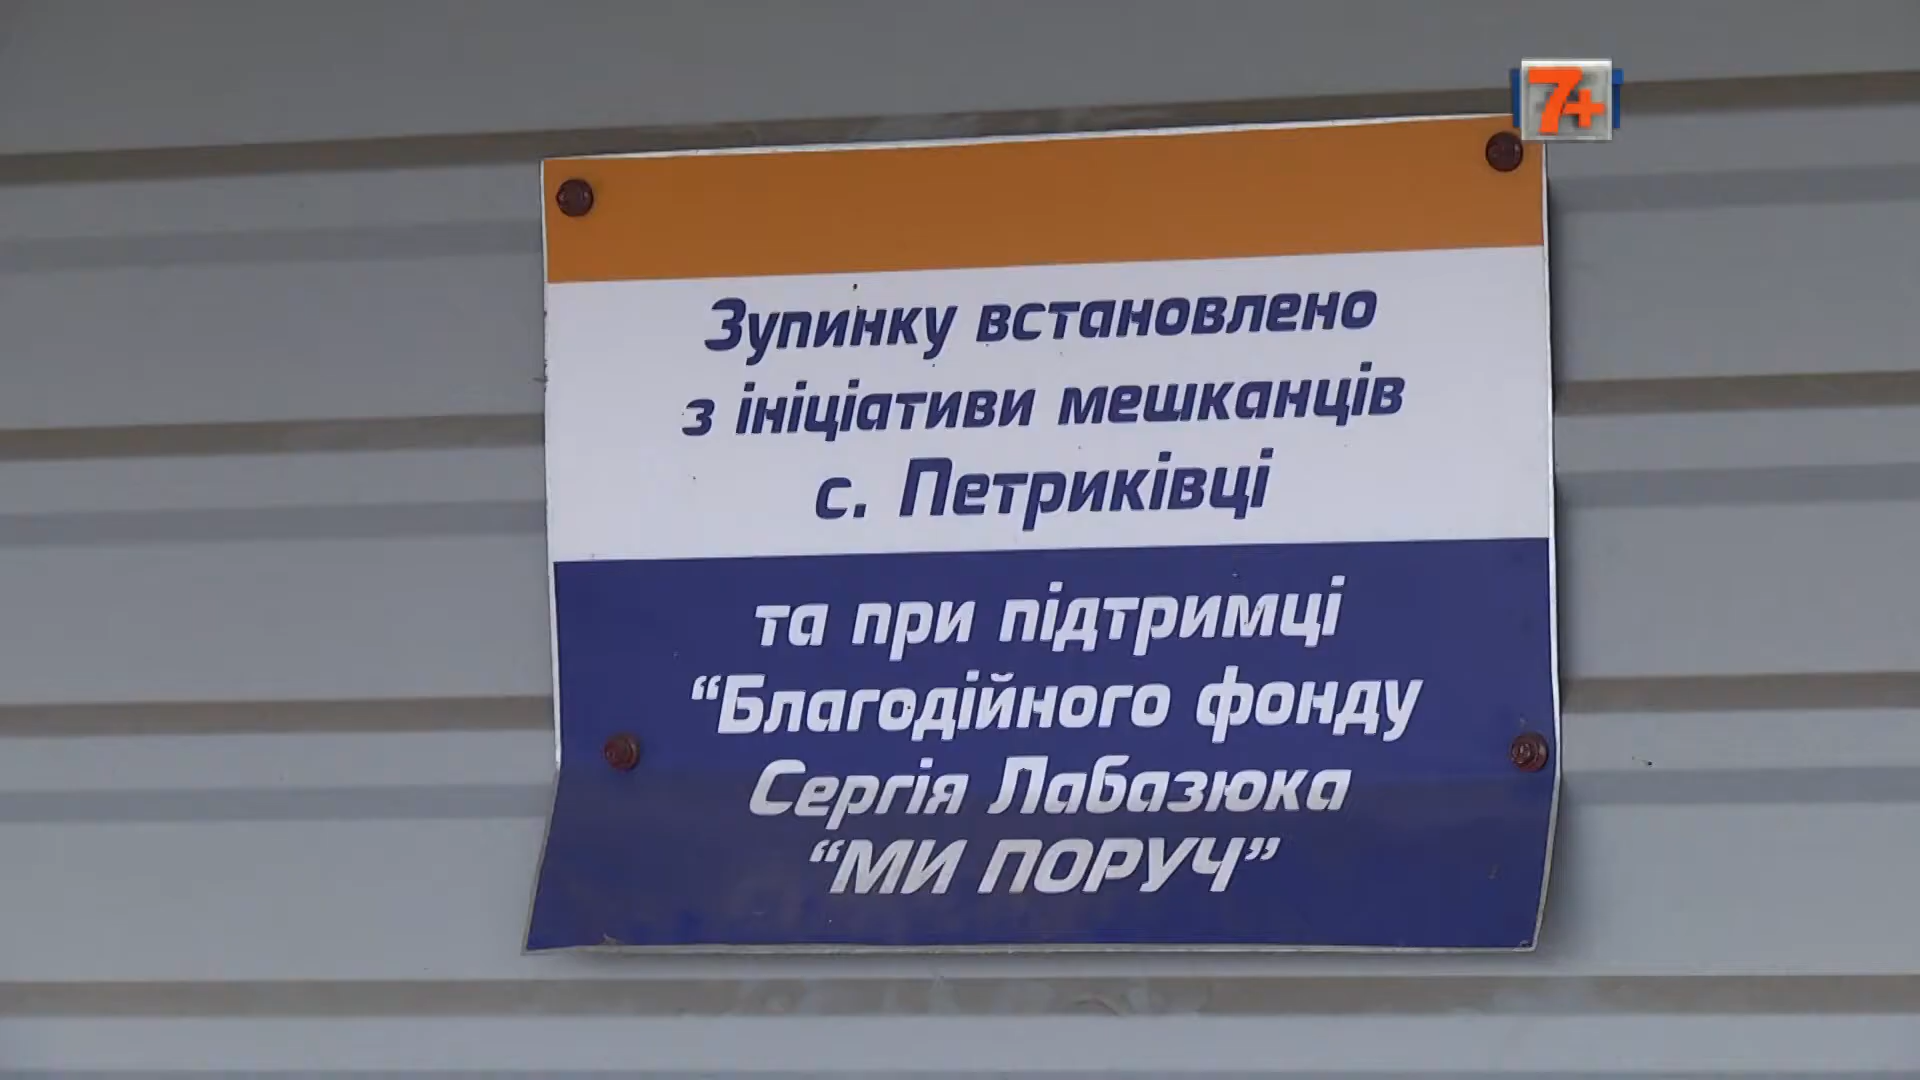 7+
Зупинку встановлено
з ініціативи мешканців
с. Петриківці
та при підтримці
“Благодійного фонду
Сергія Лабазюка
“МИ ПОРУЧ”